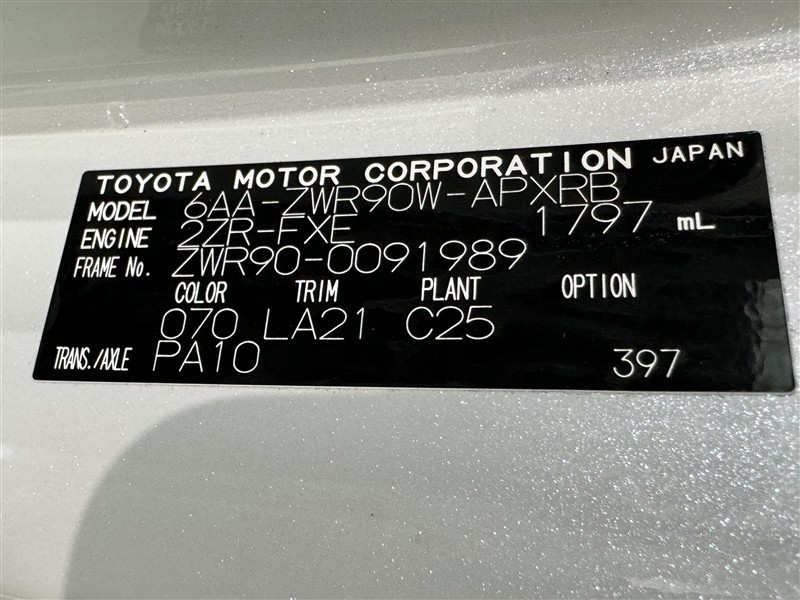 TOYOTA MOTOR CORPORATION JAPAN
MODEL 6AA-ZWR90W-APXRB
ENGINE 2ZR-FXE 1797 mL
FRAME No. ZWR90-0091989
COLOR TRIM PLANT OPTION
070 LA21 C25
TRANS./AXLE PA10 397